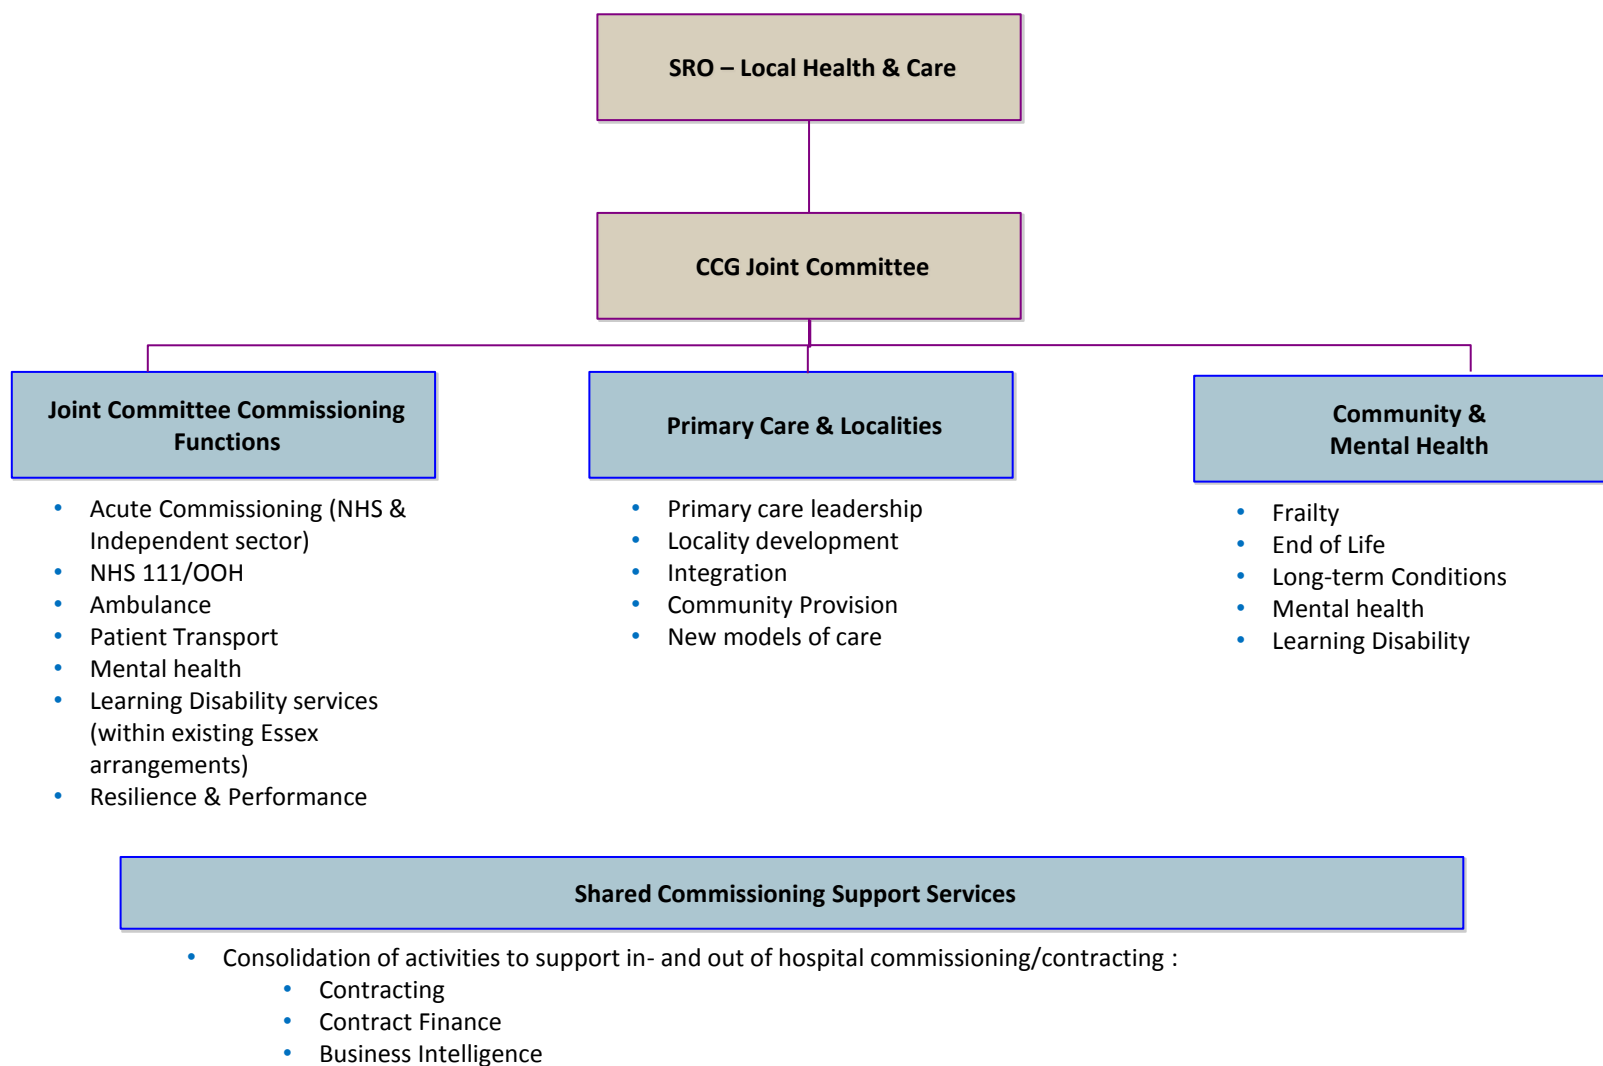 SRO – Local Health & Care
CCG Joint Committee
Joint Committee Commissioning
Functions
• Acute Commissioning (NHS &
Independent sector)
• NHS 111/OOH
• Ambulance
• Patient Transport
• Mental health
• Learning Disability services
(within existing Essex
arrangements)
• Resilience & Performance
Primary Care & Localities
• Primary care leadership
• Locality development
• Integration
• Community Provision
• New models of care
Community &
Mental Health
• Frailty
• End of Life
• Long-term Conditions
• Mental health
• Learning Disability
Shared Commissioning Support Services
• Consolidation of activities to support in- and out of hospital commissioning/contracting :
• Contracting
• Contract Finance
• Business Intelligence